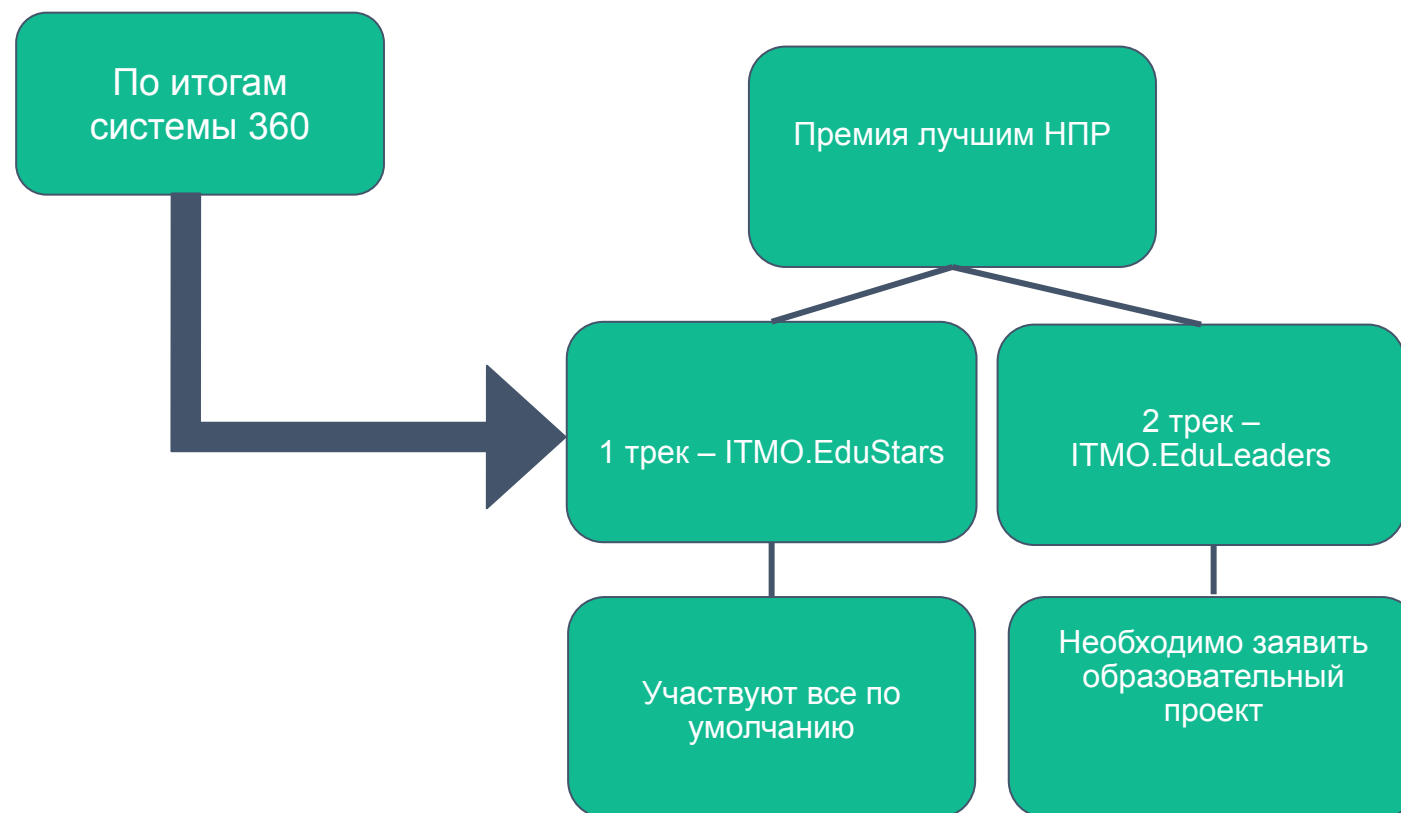 По итогам
системы 360
Премия лучшим НПР
1 трек – ITMO.EduStars
2 трек –
ITMO.EduLeaders
Участвуют все по
умолчанию
Необходимо заявить
образовательный
проект